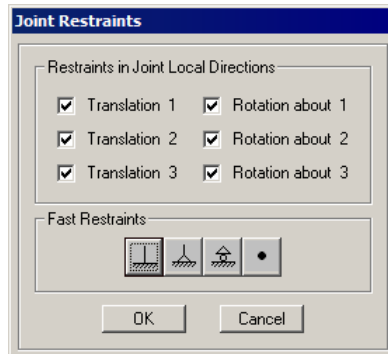 Joint Restraints
Restraints in Joint Local Directions
Translation 1 Rotation about 1
Translation 2 Rotation about 2
Translation 3 Rotation about 3
Fast Restraints
OK Cancel